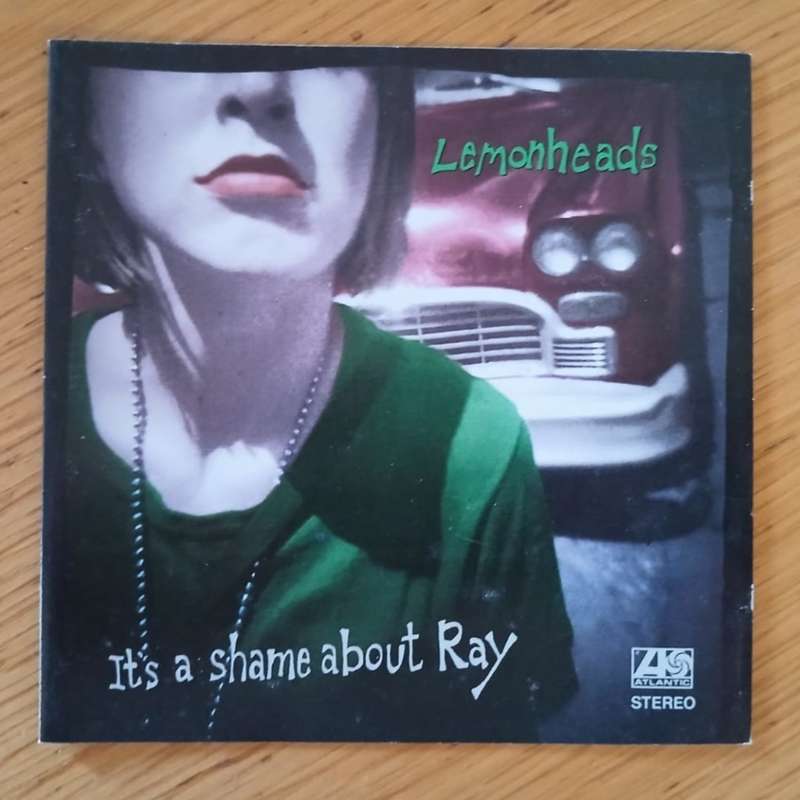 Lemonheads
It's a shame about Ray
ATLANTIC
STEREO